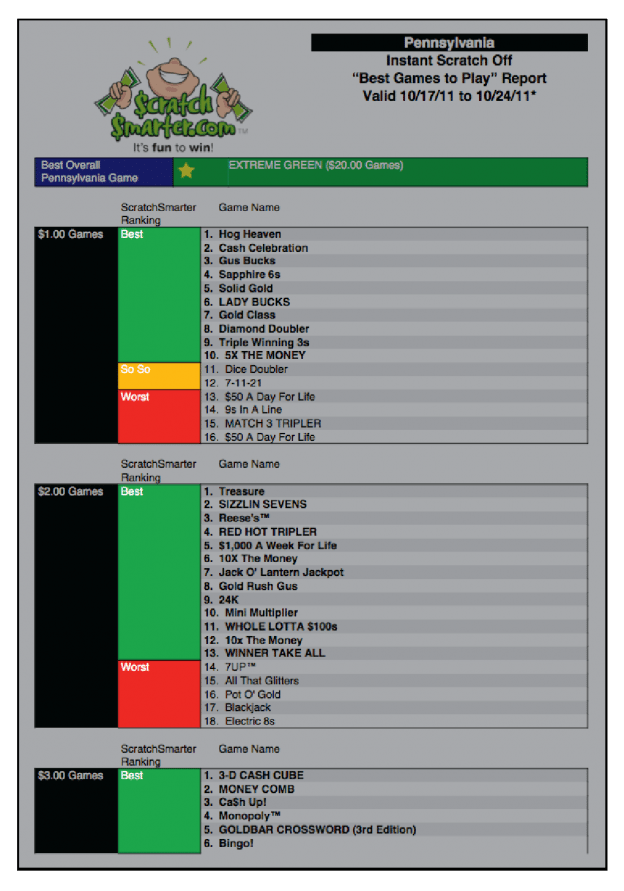 Pennsylvania
Instant Scratch Off
“Best Games to Play” Report
Valid 10/17/11 to 10/24/11*
$cratch
$marter.com™
It's fun to win!
Best Overall
Pennsylvania Game
EXTREME GREEN ($20.00 Games)
ScratchSmarter Game Name
Ranking
$1.00 Games Best 1. Hog Heaven
2. Cash Celebration
3. Gus Bucks
4. Sapphire 6s
5. Solid Gold
6. LADY BUCKS
7. Gold Class
8. Diamond Doubler
9. Triple Winning 3s
10. 5X THE MONEY
So So 11. Dice Doubler
12. 7-11-21
Worst 13. $50 A Day For Life
14. 9s In A Line
15. MATCH 3 TRIPLER
16. $50 A Day For Life
ScratchSmarter Game Name
Ranking
$2.00 Games Best 1. Treasure
2. SIZZLIN SEVENS
3. Reese's™
4. RED HOT TRIPLER
5. $1,000 A Week For Life
6. 10X The Money
7. Jack O' Lantern Jackpot
8. Gold Rush Gus
9. 24K
10. Mini Multiplier
11. WHOLE LOTTA $100s
12. 10x The Money
13. WINNER TAKE ALL
Worst 14. 7UP™
15. All That Glitters
16. Pot O' Gold
17. Blackjack
18. Electric 8s
ScratchSmarter Game Name
Ranking
$3.00 Games Best 1. 3-D CASH CUBE
2. MONEY COMB
3. Ca$h Up!
4. Monopoly™
5. GOLDBAR CROSSWORD (3rd Edition)
6. Bingo!